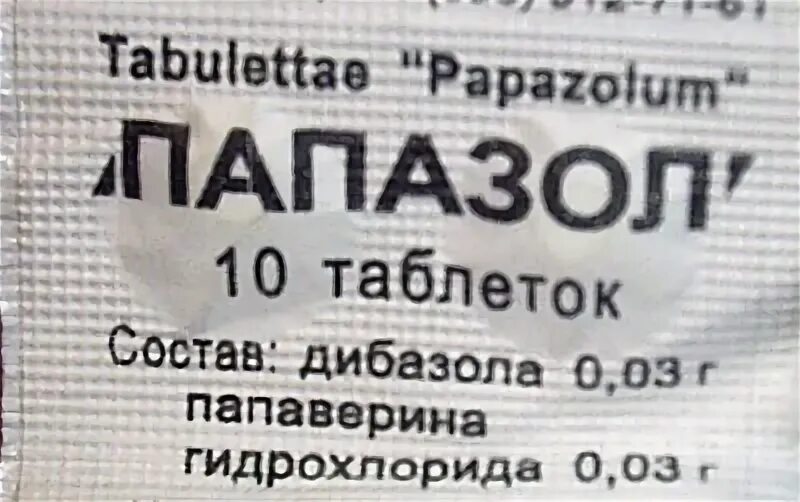 Tabulettae "Papazolum"
"ПАПАЗОЛ"
10 таблеток
Состав: дибазола 0,03 г
папаверина
гидрохлорида 0,03 г